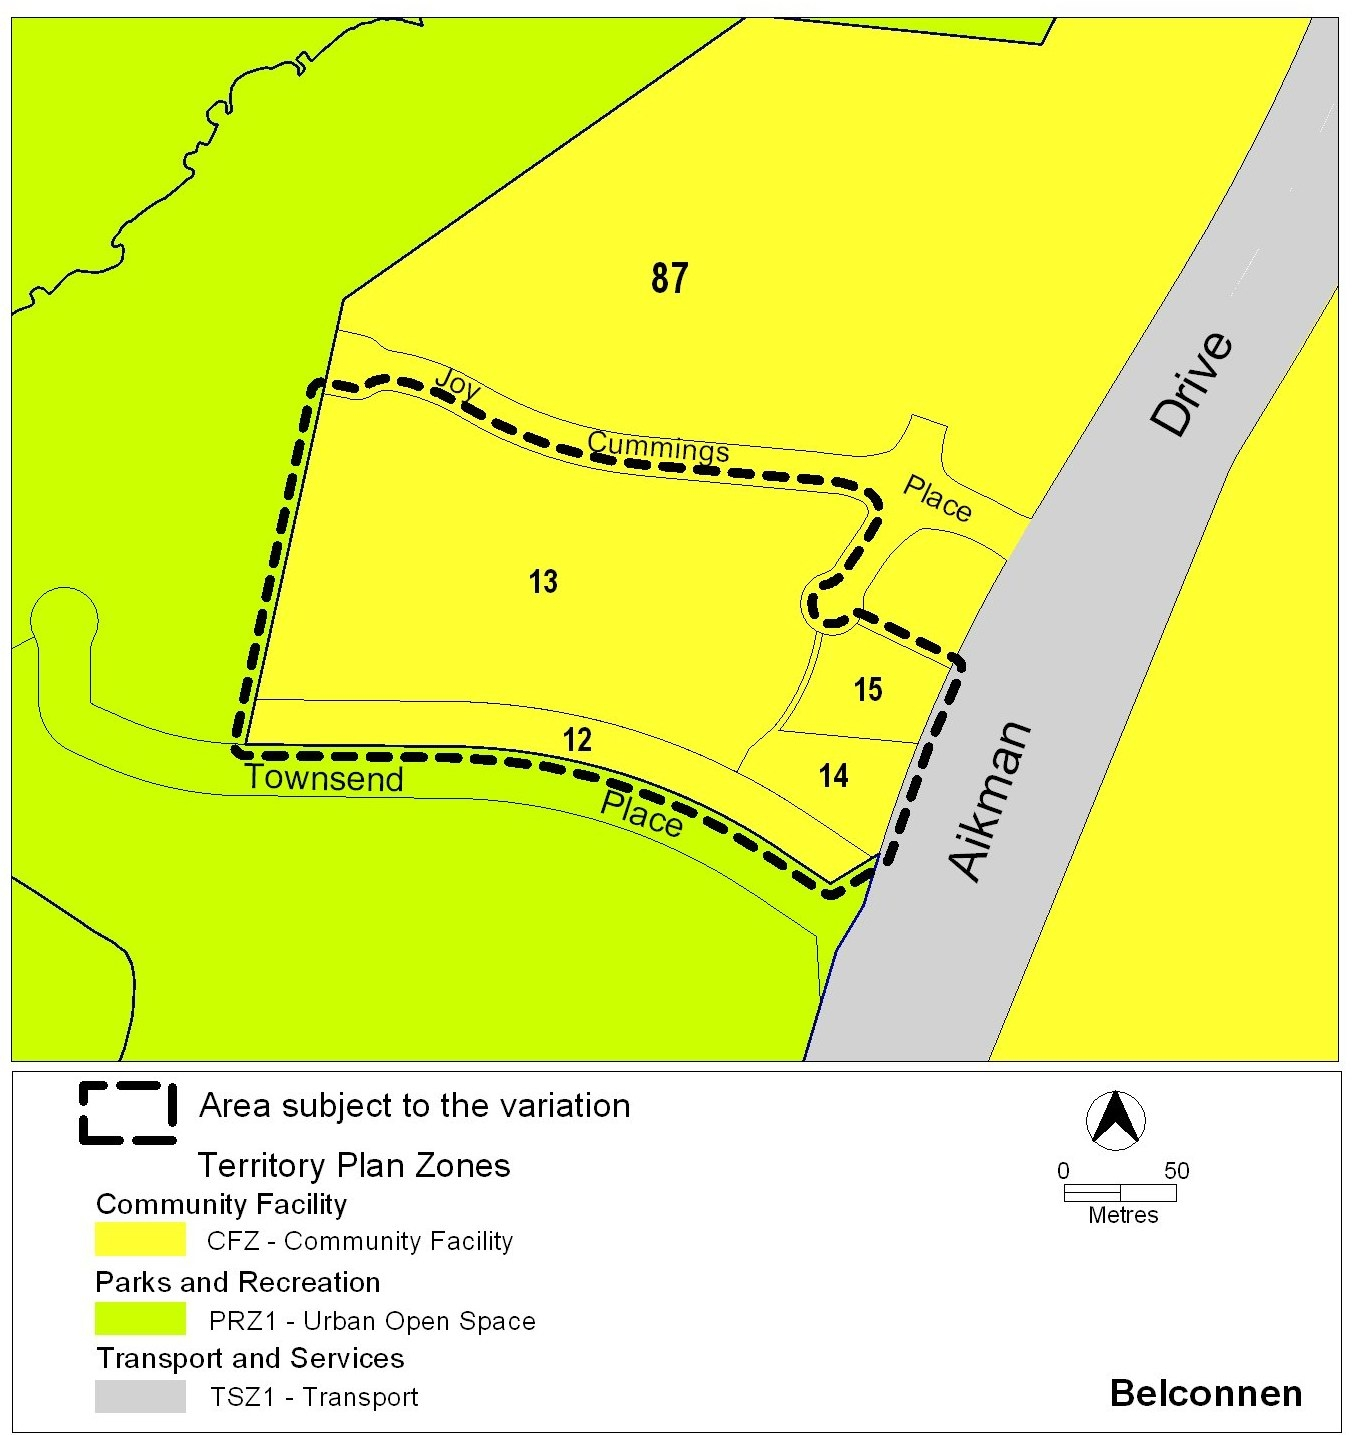 87
Drive
Joy
Cummings
Place
13
15
12
14
Townsend
Place
Aikman
Area subject to the variation
Territory Plan Zones
Community Facility
CFZ - Community Facility
Parks and Recreation
PRZ1 - Urban Open Space
Transport and Services
TSZ1 - Transport
0 50
Metres
Belconnen